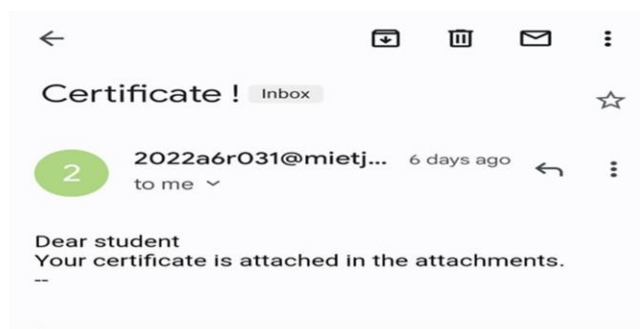 Certificate ! Inbox
2
2022a6r031@mietj... 6 days ago
to me
Dear student
Your certificate is attached in the attachments.
--